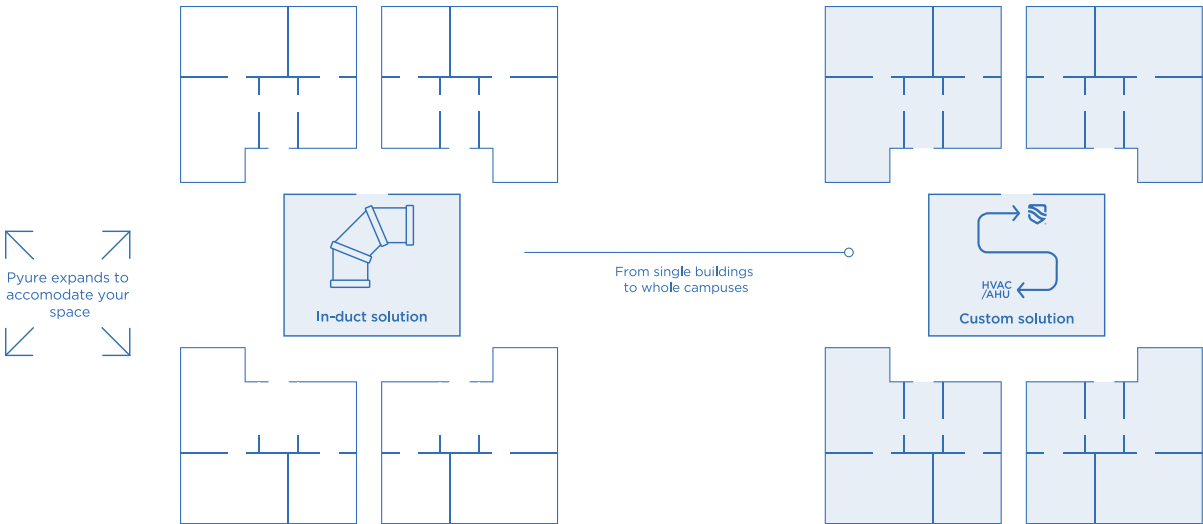 Pyure expands to
accomodate your
space
In-duct solution
From single buildings
to whole campuses
HVAC
/AHU
Custom solution